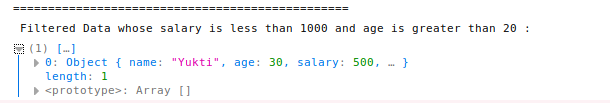 ================================================
Filtered Data whose salary is less than 1000 and age is greater than 20 :
(1) […]
0: Object { name: "Yukti", age: 30, salary: 500, … }
length: 1
<prototype>: Array []